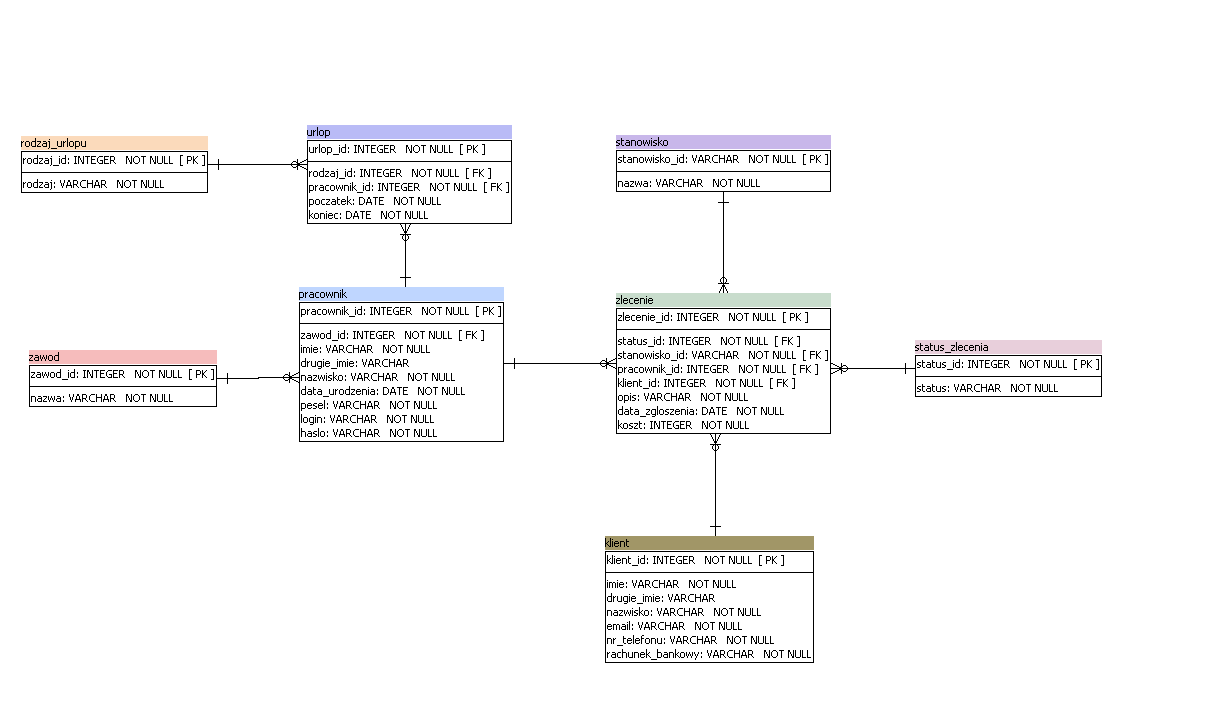 rodzaj_urlopu
rodzaj_id: INTEGER NOT NULL [ PK ]
rodzaj: VARCHAR NOT NULL
urlop
urlop_id: INTEGER NOT NULL [ PK ]
rodzaj_id: INTEGER NOT NULL [ FK ]
pracownik_id: INTEGER NOT NULL [ FK ]
poczatek: DATE NOT NULL
koniec: DATE NOT NULL
stanowisko
stanowisko_id: VARCHAR NOT NULL [ PK ]
nazwa: VARCHAR NOT NULL
zawod
zawod_id: INTEGER NOT NULL [ PK ]
nazwa: VARCHAR NOT NULL
pracownik
pracownik_id: INTEGER NOT NULL [ PK ]
zawod_id: INTEGER NOT NULL [ FK ]
imie: VARCHAR NOT NULL
drugie_imie: VARCHAR
nazwisko: VARCHAR NOT NULL
data_urodzenia: DATE NOT NULL
pesel: VARCHAR NOT NULL
login: VARCHAR NOT NULL
haslo: VARCHAR NOT NULL
zlecenie
zlecenie_id: INTEGER NOT NULL [ PK ]
status_id: INTEGER NOT NULL [ FK ]
stanowisko_id: VARCHAR NOT NULL [ FK ]
pracownik_id: INTEGER NOT NULL [ FK ]
klient_id: INTEGER NOT NULL [ FK ]
opis: VARCHAR NOT NULL
data_zgloszenia: DATE NOT NULL
koszt: INTEGER NOT NULL
status_zlecenia
status_id: INTEGER NOT NULL [ PK ]
status: VARCHAR NOT NULL
klient
klient_id: INTEGER NOT NULL [ PK ]
imie: VARCHAR NOT NULL
drugie_imie: VARCHAR
nazwisko: VARCHAR NOT NULL
email: VARCHAR NOT NULL
nr_telefonu: VARCHAR NOT NULL
rachunek_bankowy: VARCHAR NOT NULL